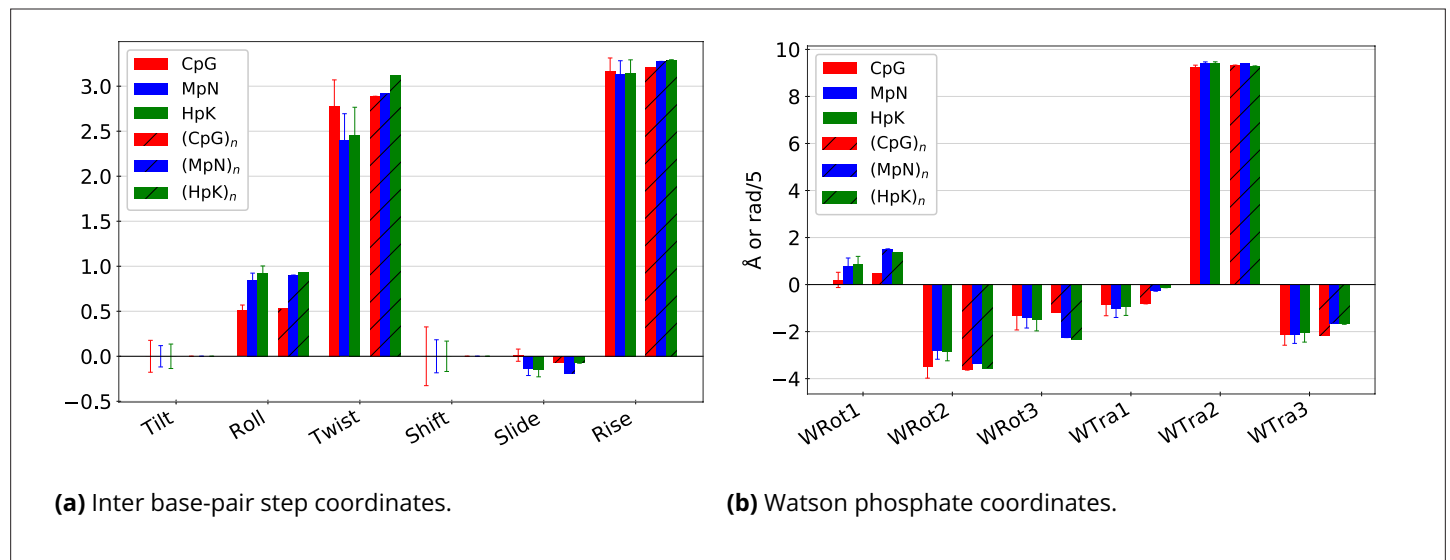 CpG
MpN
HpK
(CpG)n
(MpN)n
(HpK)n
3.0
2.5
2.0
1.5
1.0
0.5
0.0
−0.5
Tilt
Roll
Twist
Shift
Slide
Rise
(a) Inter base-pair step coordinates.
Å or rad/5
CpG
MpN
HpK
(CpG)n
(MpN)n
(HpK)n
10
8
6
4
2
0
−2
−4
WRot1
WRot2
WRot3
WTra1
WTra2
WTra3
(b) Watson phosphate coordinates.